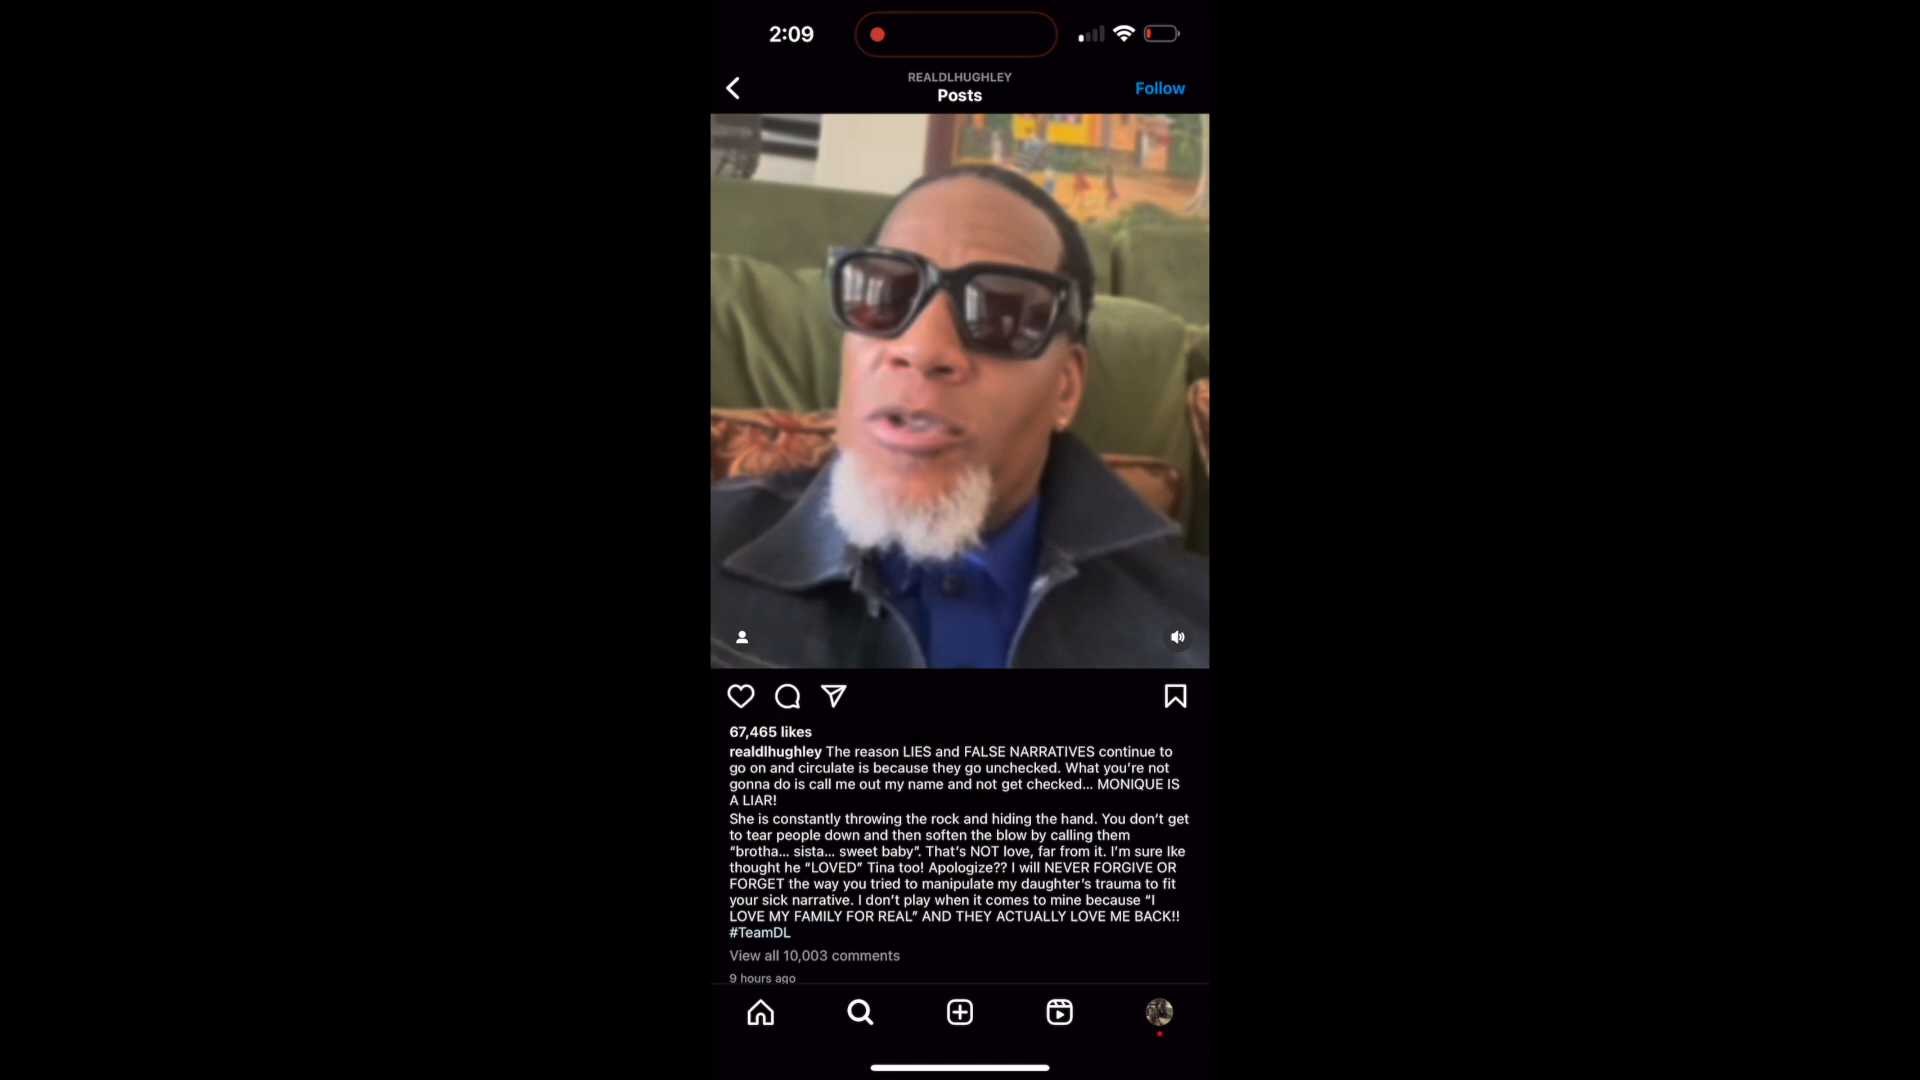 2:09
REALDLHUGHLEY
Posts
Follow
67,465 likes
realdlhughley The reason LIES and FALSE NARRATIVES continue to
go on and circulate is because they go unchecked. What you're not
gonna do is call me out my name and not get checked... MONIQUE IS
A LIAR!
She is constantly throwing the rock and hiding the hand. You don't get
to tear people down and then soften the blow by calling them
"brotha... sista... sweet baby". That's NOT love, far from it. I'm sure Ike
thought he "LOVED" Tina too! Apologize?? I will NEVER FORGIVE OR
FORGET the way you tried to manipulate my daughter's trauma to fit
your sick narrative. I don't play when it comes to mine because "I
LOVE MY FAMILY FOR REAL" AND THEY ACTUALLY LOVE ME BACK!!
#TeamDL
View all 10,003 comments
9 hours ago